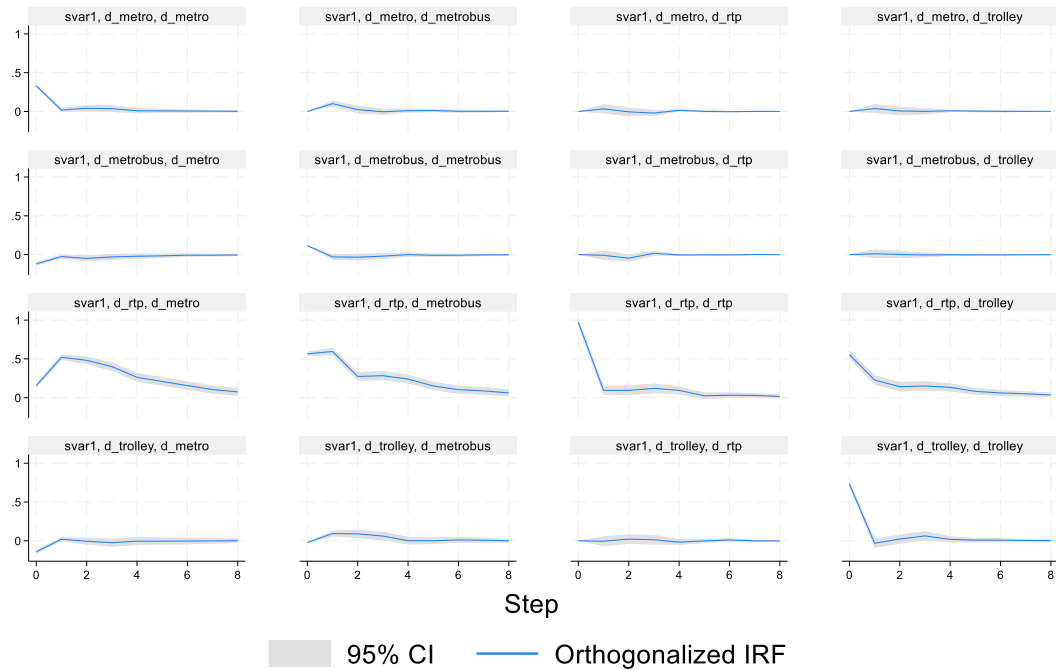 svar1, d_metro, d_metro
svar1, d_metro, d_metrobus
svar1, d_metro, d_rtp
svar1, d_metro, d_trolley
1
.5
0
svar1, d_metrobus, d_metro
svar1, d_metrobus, d_metrobus
svar1, d_metrobus, d_rtp
svar1, d_metrobus, d_trolley
1
.5
0
svar1, d_rtp, d_metro
svar1, d_rtp, d_metrobus
svar1, d_rtp, d_rtp
svar1, d_rtp, d_trolley
1
.5
0
svar1, d_trolley, d_metro
svar1, d_trolley, d_metrobus
svar1, d_trolley, d_rtp
svar1, d_trolley, d_trolley
1
.5
0
0 2 4 6 8
0 2 4 6 8
0 2 4 6 8
0 2 4 6 8
Step
95% CI
Orthogonalized IRF